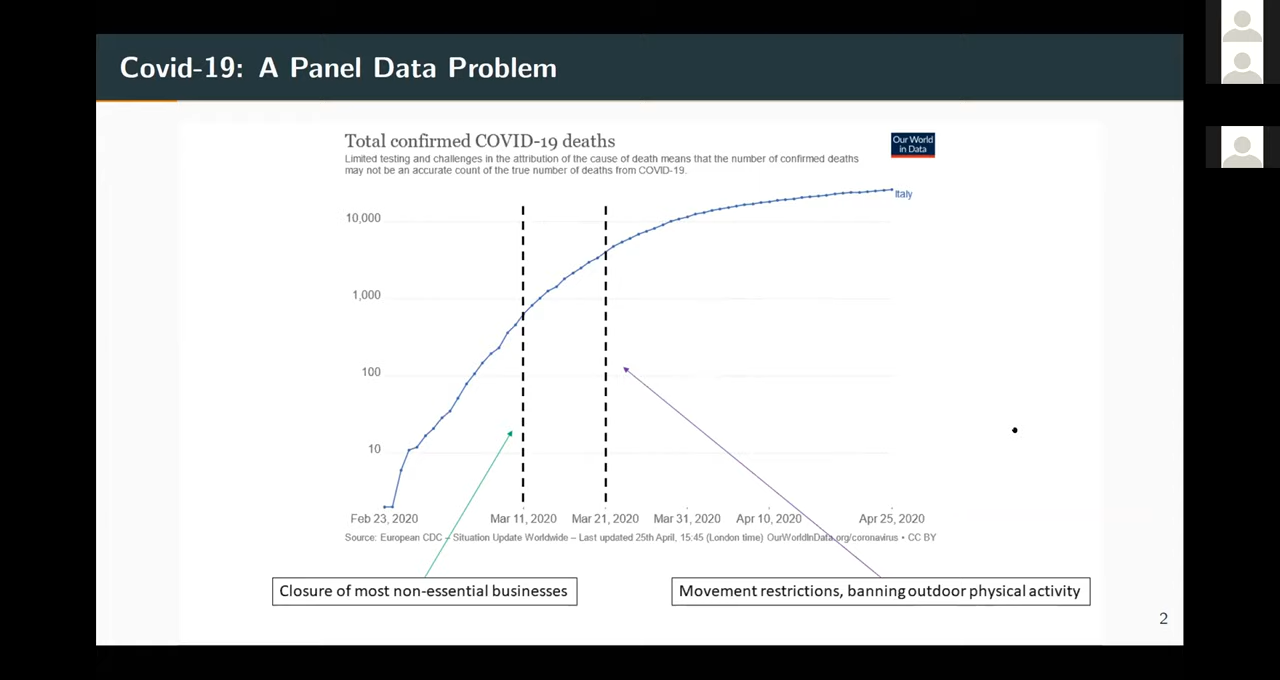 Covid-19: A Panel Data Problem
Total confirmed COVID-19 deaths
Our World
in Data
Limited testing and challenges in the attribution of the cause of death means that the number of confirmed deaths
may not be an accurate count of the true number of deaths from COVID-19.
Italy
10,000
1,000
100
10
Feb 23, 2020 Mar 11, 2020 Mar 21, 2020 Mar 31, 2020 Apr 10, 2020 Apr 25, 2020
Source: European CDC – Situation Update Worldwide – Last updated 25th April, 15:45 (London time) OurWorldInData.org/coronavirus • CC BY
Closure of most non-essential businesses
Movement restrictions, banning outdoor physical activity
2